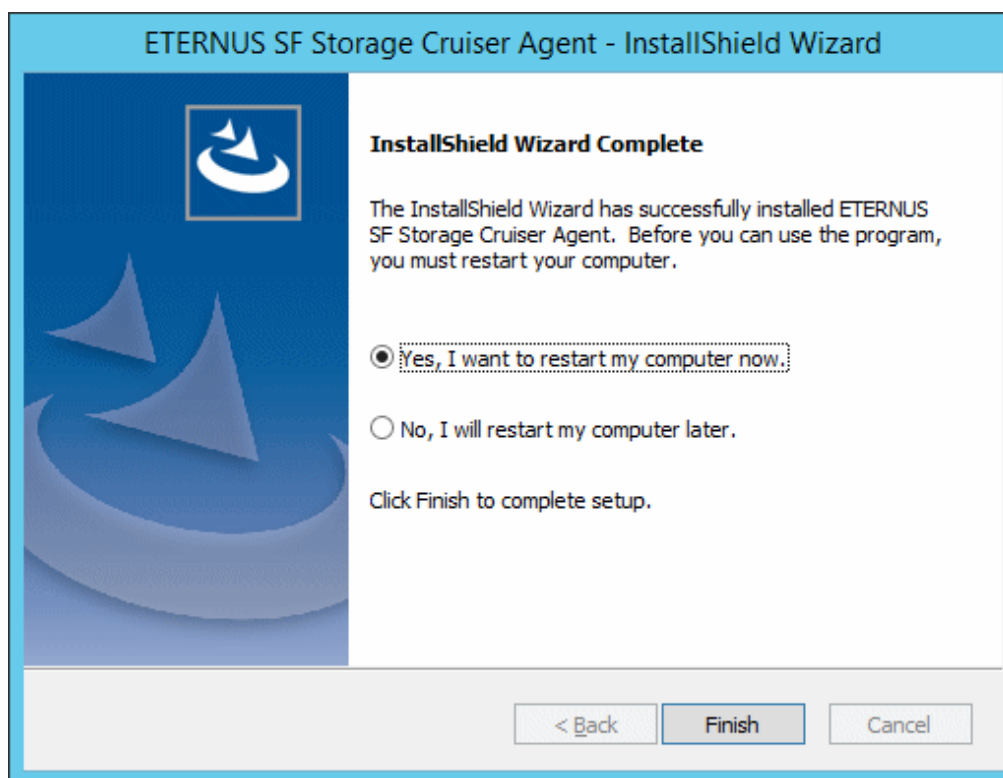 ETERNUS SF Storage Cruiser Agent - InstallShield Wizard
InstallShield Wizard Complete
The InstallShield Wizard has successfully installed ETERNUS
SF Storage Cruiser Agent. Before you can use the program,
you must restart your computer.
Yes, I want to restart my computer now.
No, I will restart my computer later.
Click Finish to complete setup.
< Back
Finish
Cancel